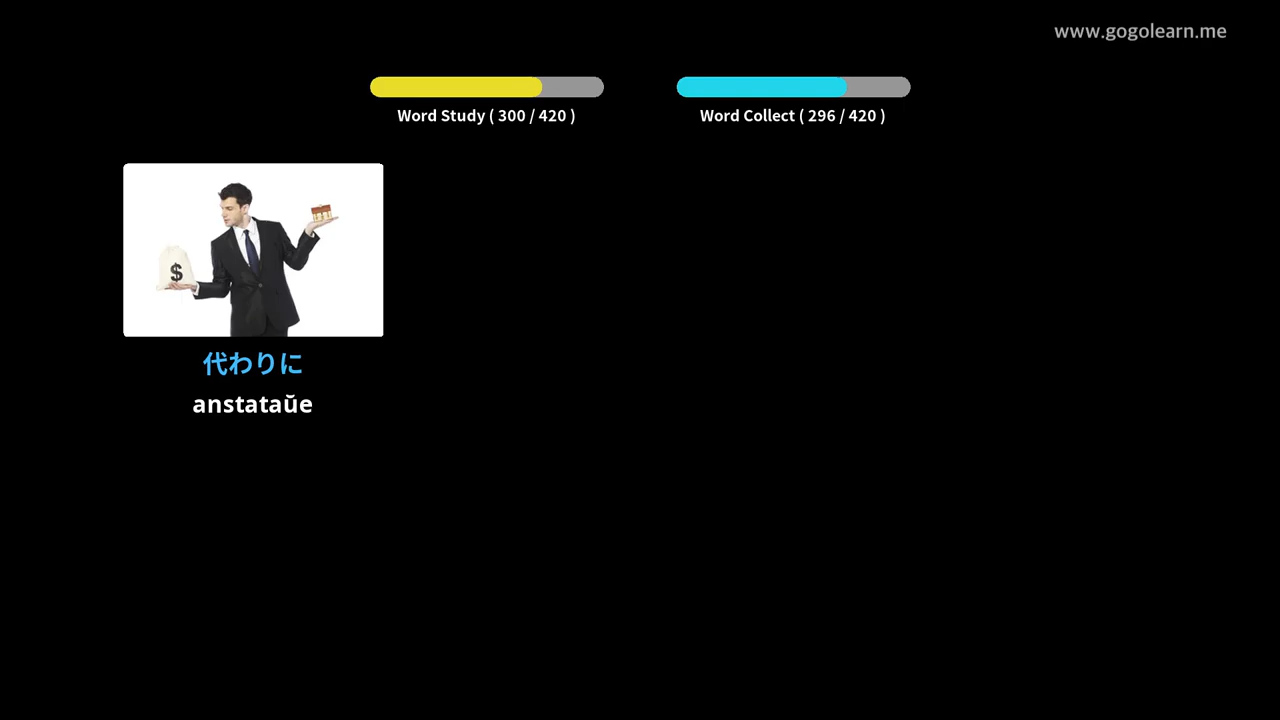 www.gogolearn.me
Word Study ( 300 / 420 )
Word Collect ( 296 / 420 )
$
代わりに
anstataŭe